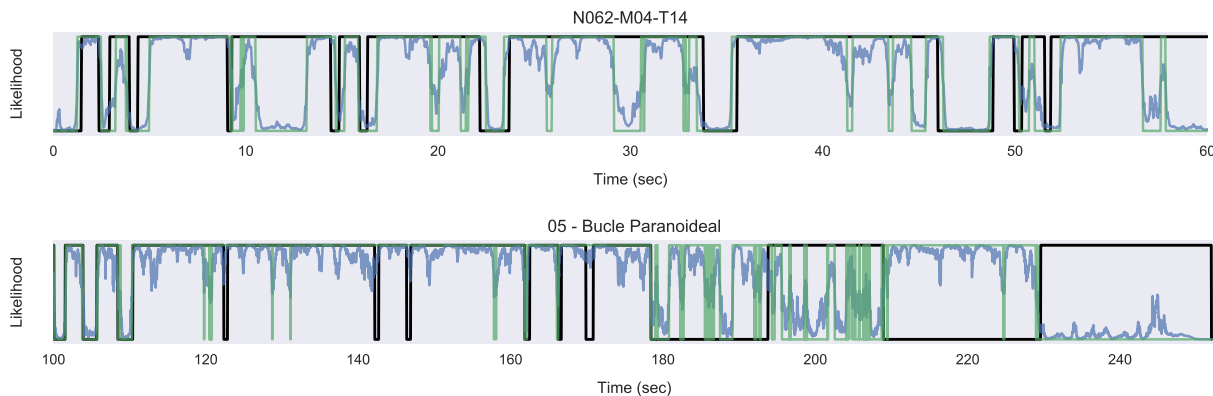 N062-M04-T14
Likelihood
0 10 20 30 40 50 60
Time (sec)
05 - Bucle Paranoideal
Likelihood
100 120 140 160 180 200 220 240
Time (sec)